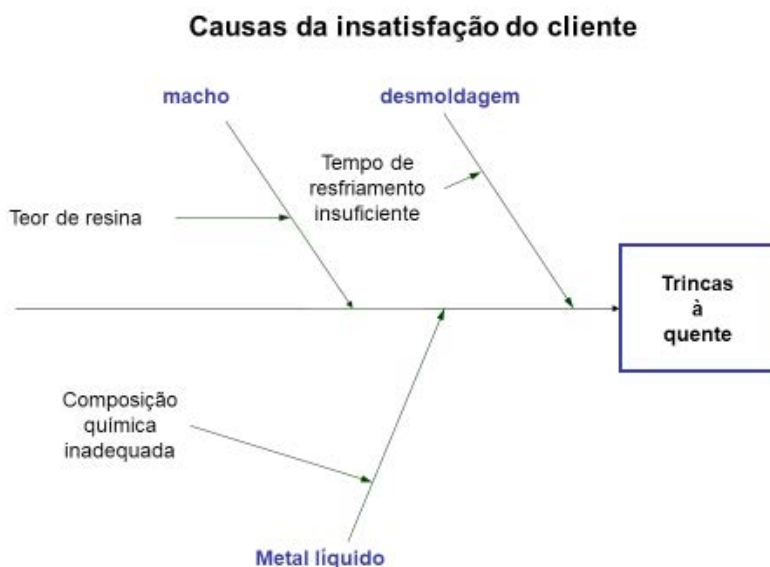 Causas da insatisfação do cliente
macho
desmoldagem
Tempo de
resfriamento
insuficiente
Teor de resina
Trincas
à
quente
Composição
química
inadequada
Metal líquido